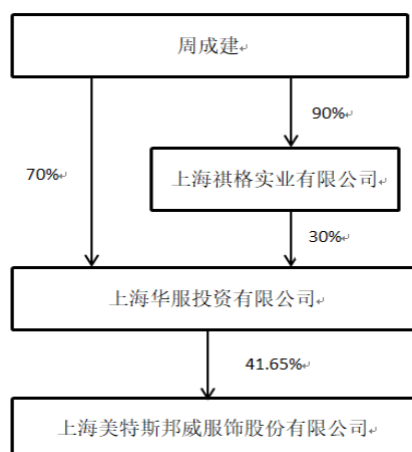 周成建
90%
上海祺格实业有限公司
70%
30%
上海华服投资有限公司
41.65%
上海美特斯邦威服饰股份有限公司